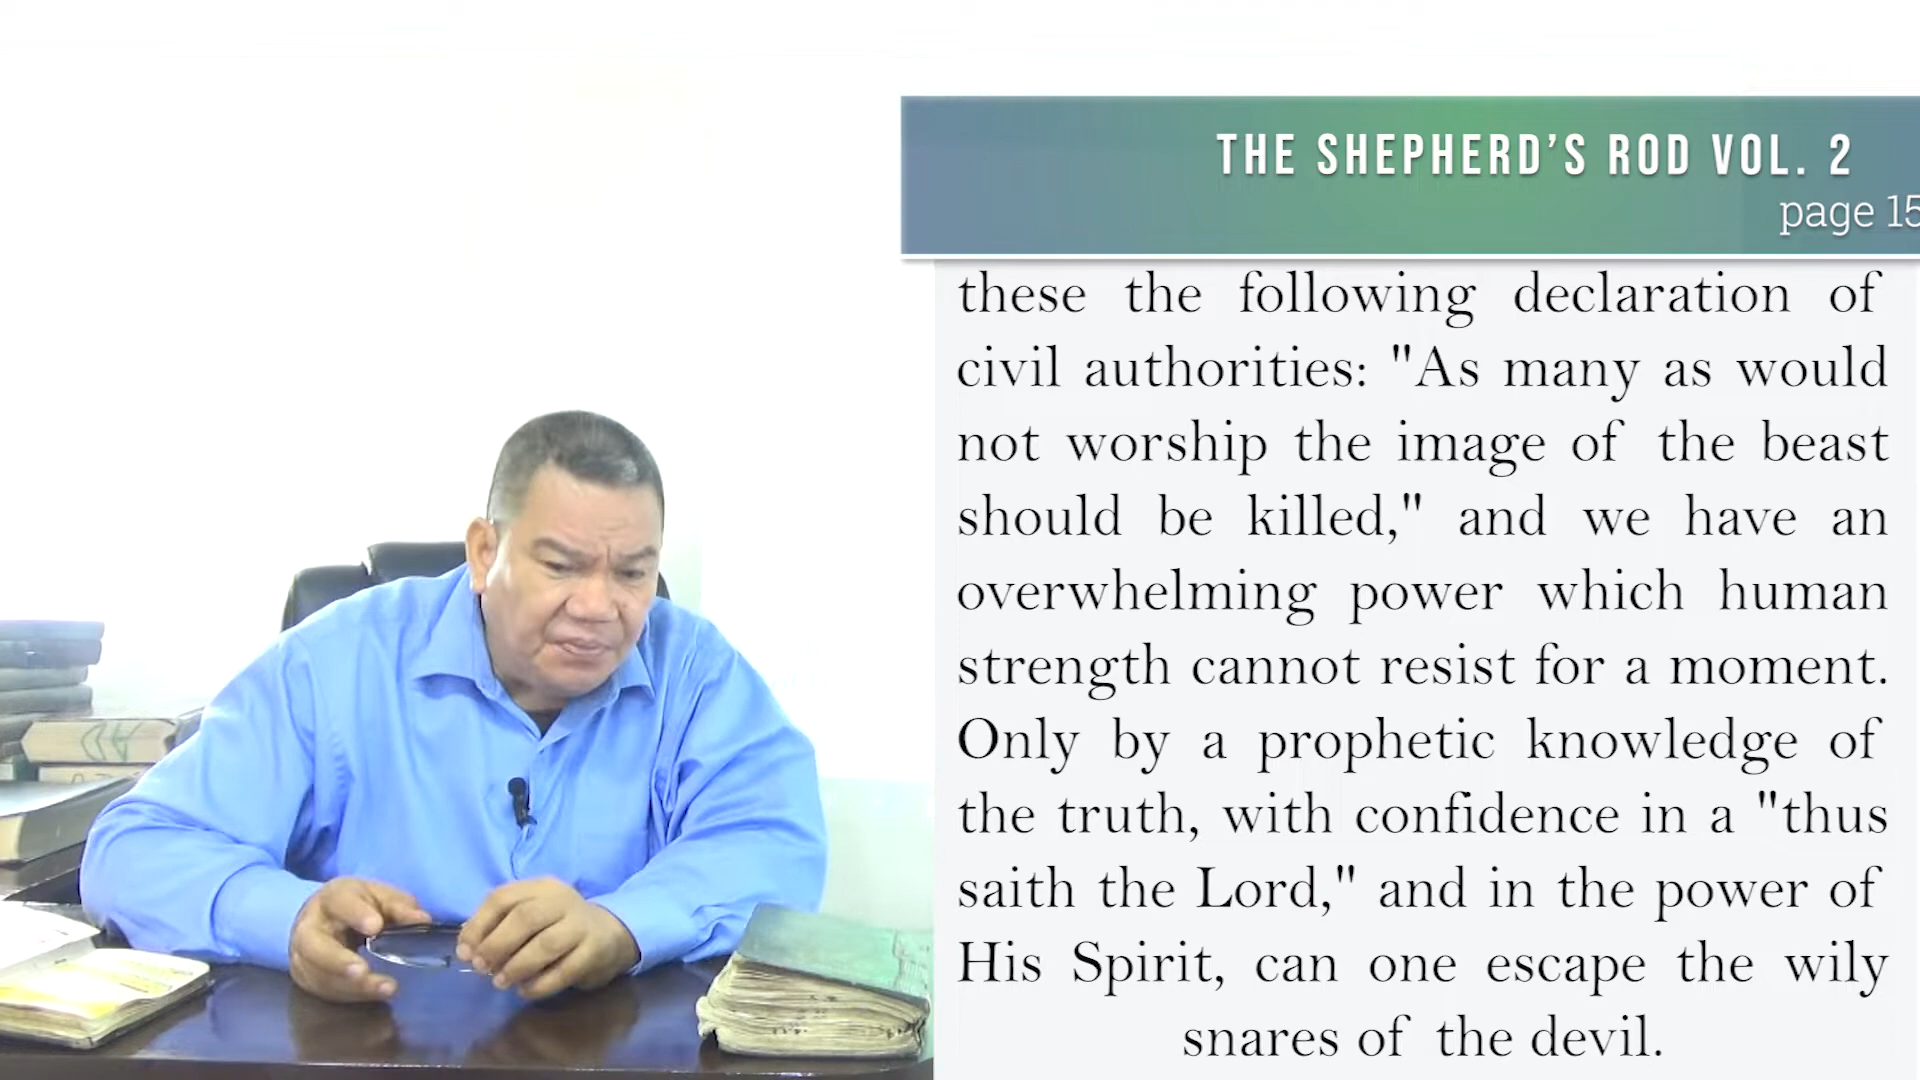 THE SHEPHERD'S ROD VOL. 2
page 15
these the following declaration of
civil authorities: "As many as would
not worship the image of the beast
should be killed," and we have an
overwhelming power which human
strength cannot resist for a moment.
Only by a prophetic knowledge of
the truth, with confidence in a "thus
saith the Lord," and in the power of
His Spirit, can one escape the wily
snares of the devil.